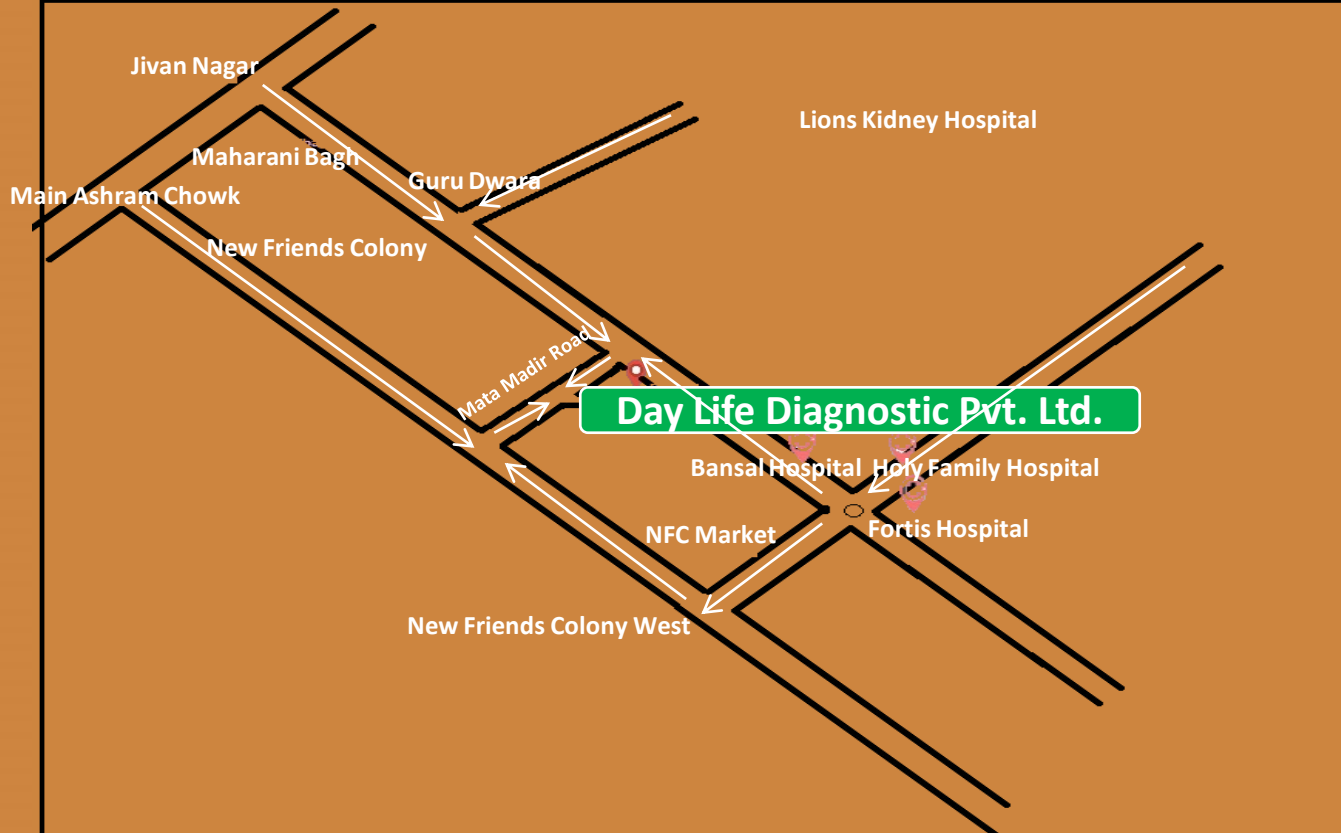 Jivan Nagar
Lions Kidney Hospital
Maharani Bagh
Guru Dwara
Main Ashram Chowk
New Friends Colony
Mata Madir Road
Day Life Diagnostic Pvt. Ltd.
Bansal Hospital
Holy Family Hospital
Fortis Hospital
NFC Market
New Friends Colony West